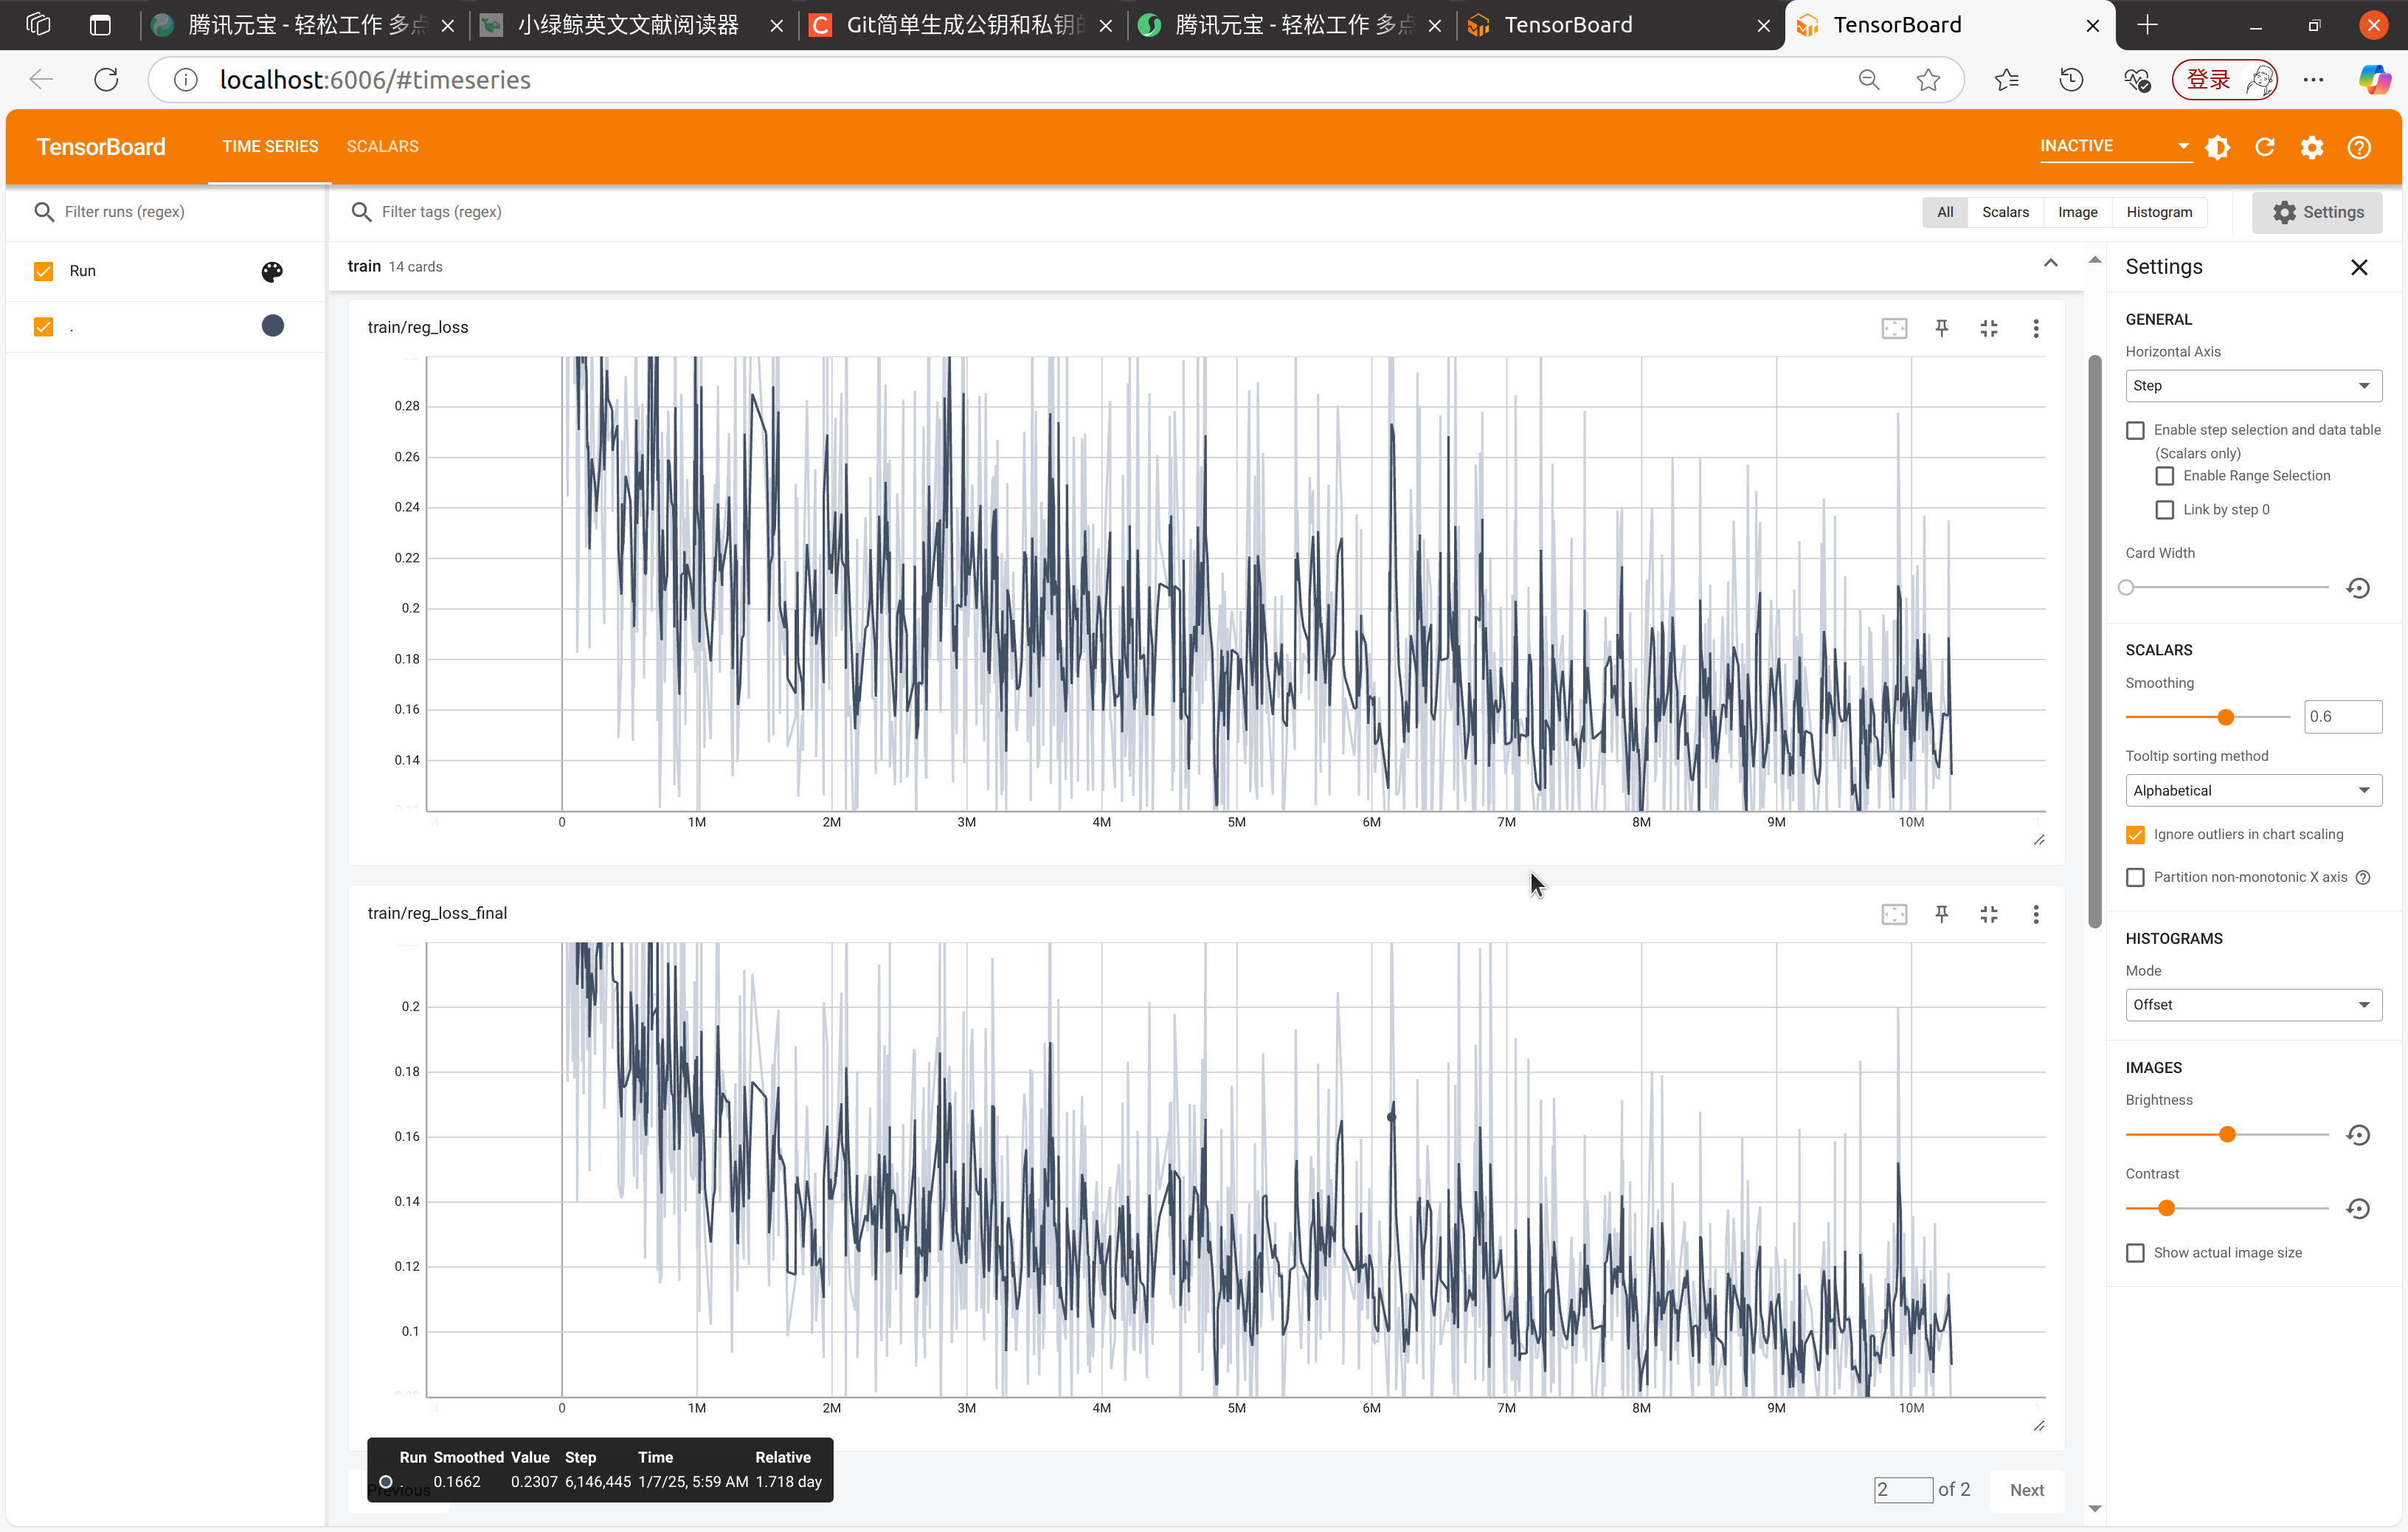 腾讯元宝 - 轻松工作 多点
小绿鲸英文文献阅读器
Git简单生成公钥和私钥的
腾讯元宝 - 轻松工作 多点
TensorBoard
TensorBoard
localhost:6006/#timeseries
登录
TensorBoard
TIME SERIES
SCALARS
INACTIVE
Filter runs (regex)
Filter tags (regex)
All
Scalars
Image
Histogram
Settings
Run
.
train 14 cards
train/reg_loss
0.28
0.26
0.24
0.22
0.2
0.18
0.16
0.14
0 1M 2M 3M 4M 5M 6M 7M 8M 9M 10M
train/reg_loss_final
0.2
0.18
0.16
0.14
0.12
0.1
0 1M 2M 3M 4M 5M 6M 7M 8M 9M 10M
Run Smoothed Value Step Time Relative
. 0.1662 0.2307 6,146,445 1/7/25, 5:59 AM 1.718 day
Previous
2 of 2
Next
Settings
GENERAL
Horizontal Axis
Step
Enable step selection and data table
(Scalars only)
Enable Range Selection
Link by step 0
Card Width
SCALARS
Smoothing
0.6
Tooltip sorting method
Alphabetical
Ignore outliers in chart scaling
Partition non-monotonic X axis
HISTOGRAMS
Mode
Offset
IMAGES
Brightness
Contrast
Show actual image size